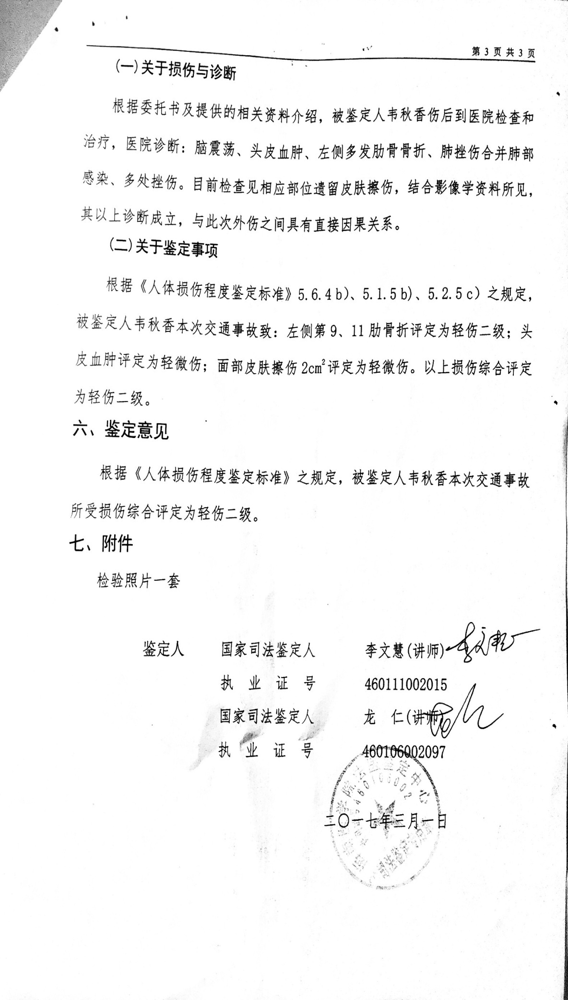 第 3 页 共 3 页
(一)关于损伤与诊断
根据委托书及提供的相关资料介绍，被鉴定人韦秋香伤后到医院检查和
治疗，医院诊断：脑震荡、头皮血肿、左侧多发肋骨骨折、肺挫伤合并肺部
感染、多处挫伤。目前检查见相应部位遗留皮肤擦伤，结合影像学资料所见，
其以上诊断成立，与此次外伤之间具有直接因果关系。
(二)关于鉴定事项
根据《人体损伤程度鉴定标准》5.6.4 b)、5.1.5 b)、5.2.5 c）之规定，
被鉴定人韦秋香本次交通事故致：左侧第 9、11 肋骨折评定为轻伤二级；头
皮血肿评定为轻微伤；面部皮肤擦伤 2cm²评定为轻微伤。以上损伤综合评定
为轻伤二级。
六、鉴定意见
根据《人体损伤程度鉴定标准》之规定，被鉴定人韦秋香本次交通事故
所受损伤综合评定为轻伤二级。
七、附件
检验照片一套
鉴定人 国家司法鉴定人 李文慧(讲师)
执 业 证 号 460111002015
国家司法鉴定人 龙 仁(讲师)
执 业 证 号 460106002097
学院法医鉴定中心
460106002
二〇一七年三月一日